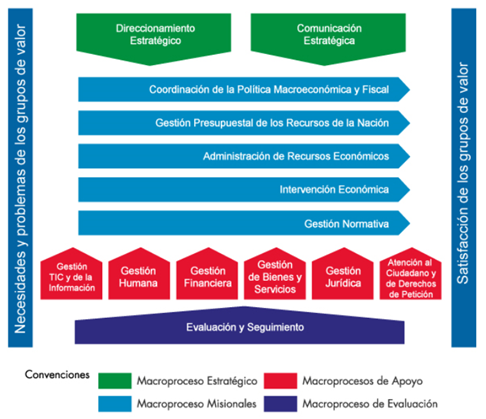 Necesidades y problemas de los grupos de valor
Direccionamiento
Estratégico
Comunicación
Estratégica
Coordinación de la Política Macroeconómica y Fiscal
Gestión Presupuestal de los Recursos de la Nación
Administración de Recursos Económicos
Intervención Económica
Gestión Normativa
Gestión
TIC y de la
Información
Gestión
Humana
Gestión
Financiera
Gestión
de Bienes y
Servicios
Gestión
Jurídica
Atención al
Ciudadano y
de Derechos
de Petición
Evaluación y Seguimiento
Satisfacción de los grupos de valor
Convenciones
Macroproceso Estratégico
Macroprocesos de Apoyo
Macroproceso Misionales
Macroproceso de Evaluación